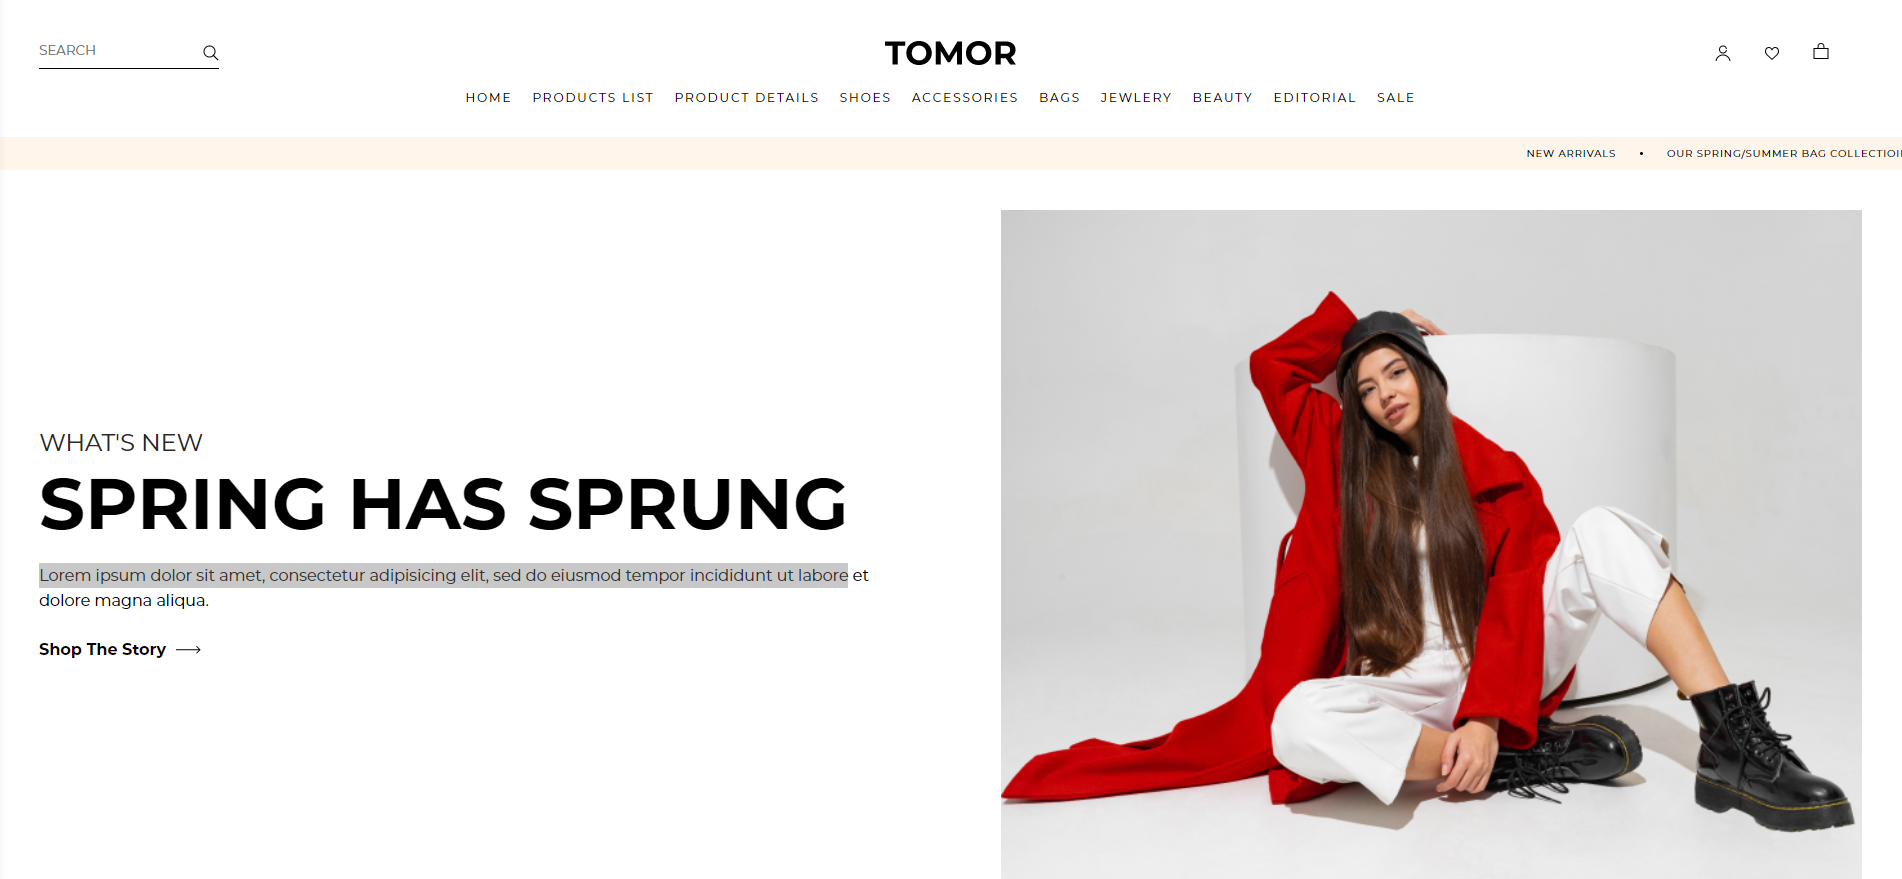 SEARCH
TOMOR
HOME PRODUCTS LIST PRODUCT DETAILS SHOES ACCESSORIES BAGS JEWLERY BEAUTY EDITORIAL SALE
NEW ARRIVALS • OUR SPRING/SUMMER BAG COLLECTION
WHAT'S NEW
SPRING HAS SPRUNG
Lorem ipsum dolor sit amet, consectetur adipisicing elit, sed do eiusmod tempor incididunt ut labore et
dolore magna aliqua.
Shop The Story